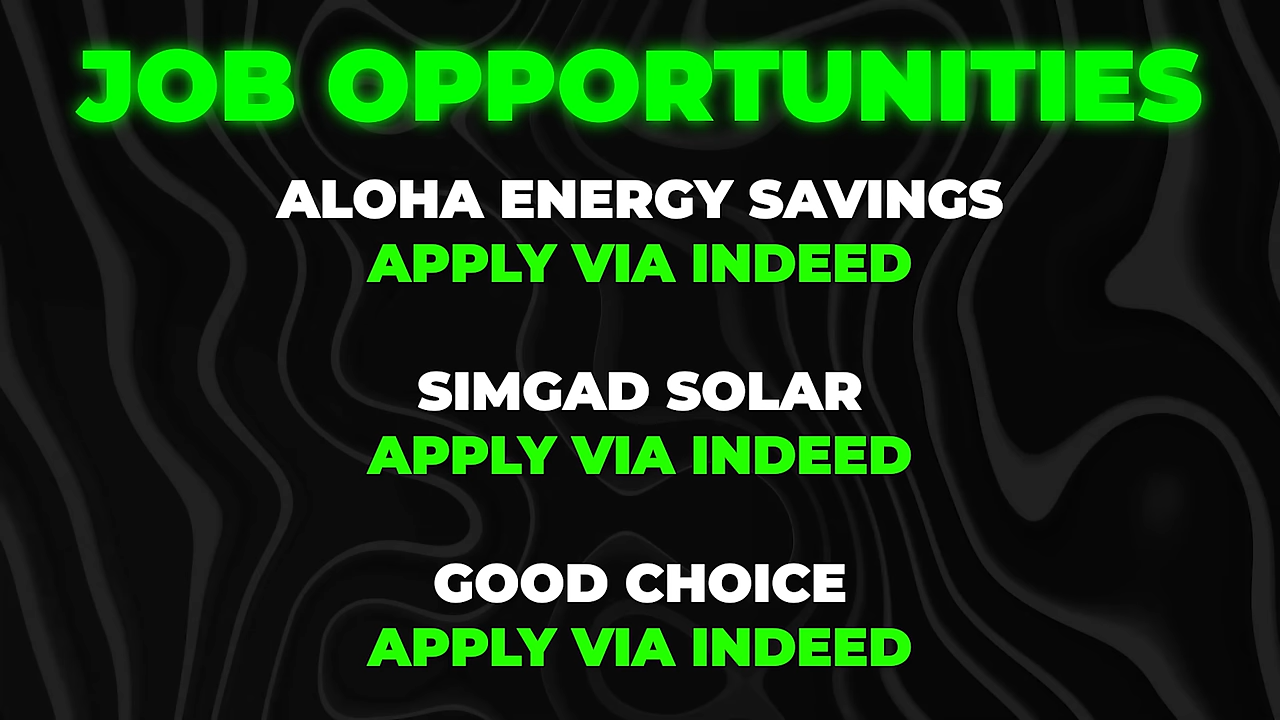 JOB OPPORTUNITIES
ALOHA ENERGY SAVINGS
APPLY VIA INDEED
SIMGAD SOLAR
APPLY VIA INDEED
GOOD CHOICE
APPLY VIA INDEED